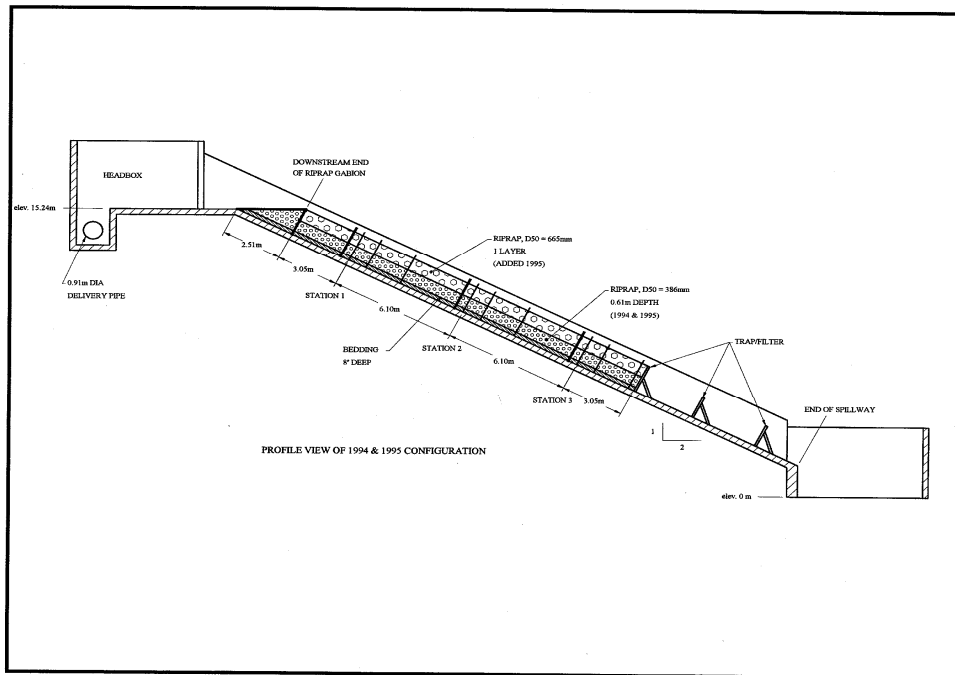 DOWNSTREAM END
OF RIPRAP GABION
HEADBOX
elev. 15.24m
RIPRAP, D50 = 665mm
1 LAYER
(ADDED 1995)
2.51m
3.05m
0.91m DIA
DELIVERY PIPE
STATION 1
RIPRAP, D50 = 386mm
0.61m DEPTH
(1994 & 1995)
6.10m
BEDDING
8" DEEP
STATION 2
TRAP/FILTER
6.10m
STATION 3
3.05m
END OF SPILLWAY
1
2
PROFILE VIEW OF 1994 & 1995 CONFIGURATION
elev. 0 m